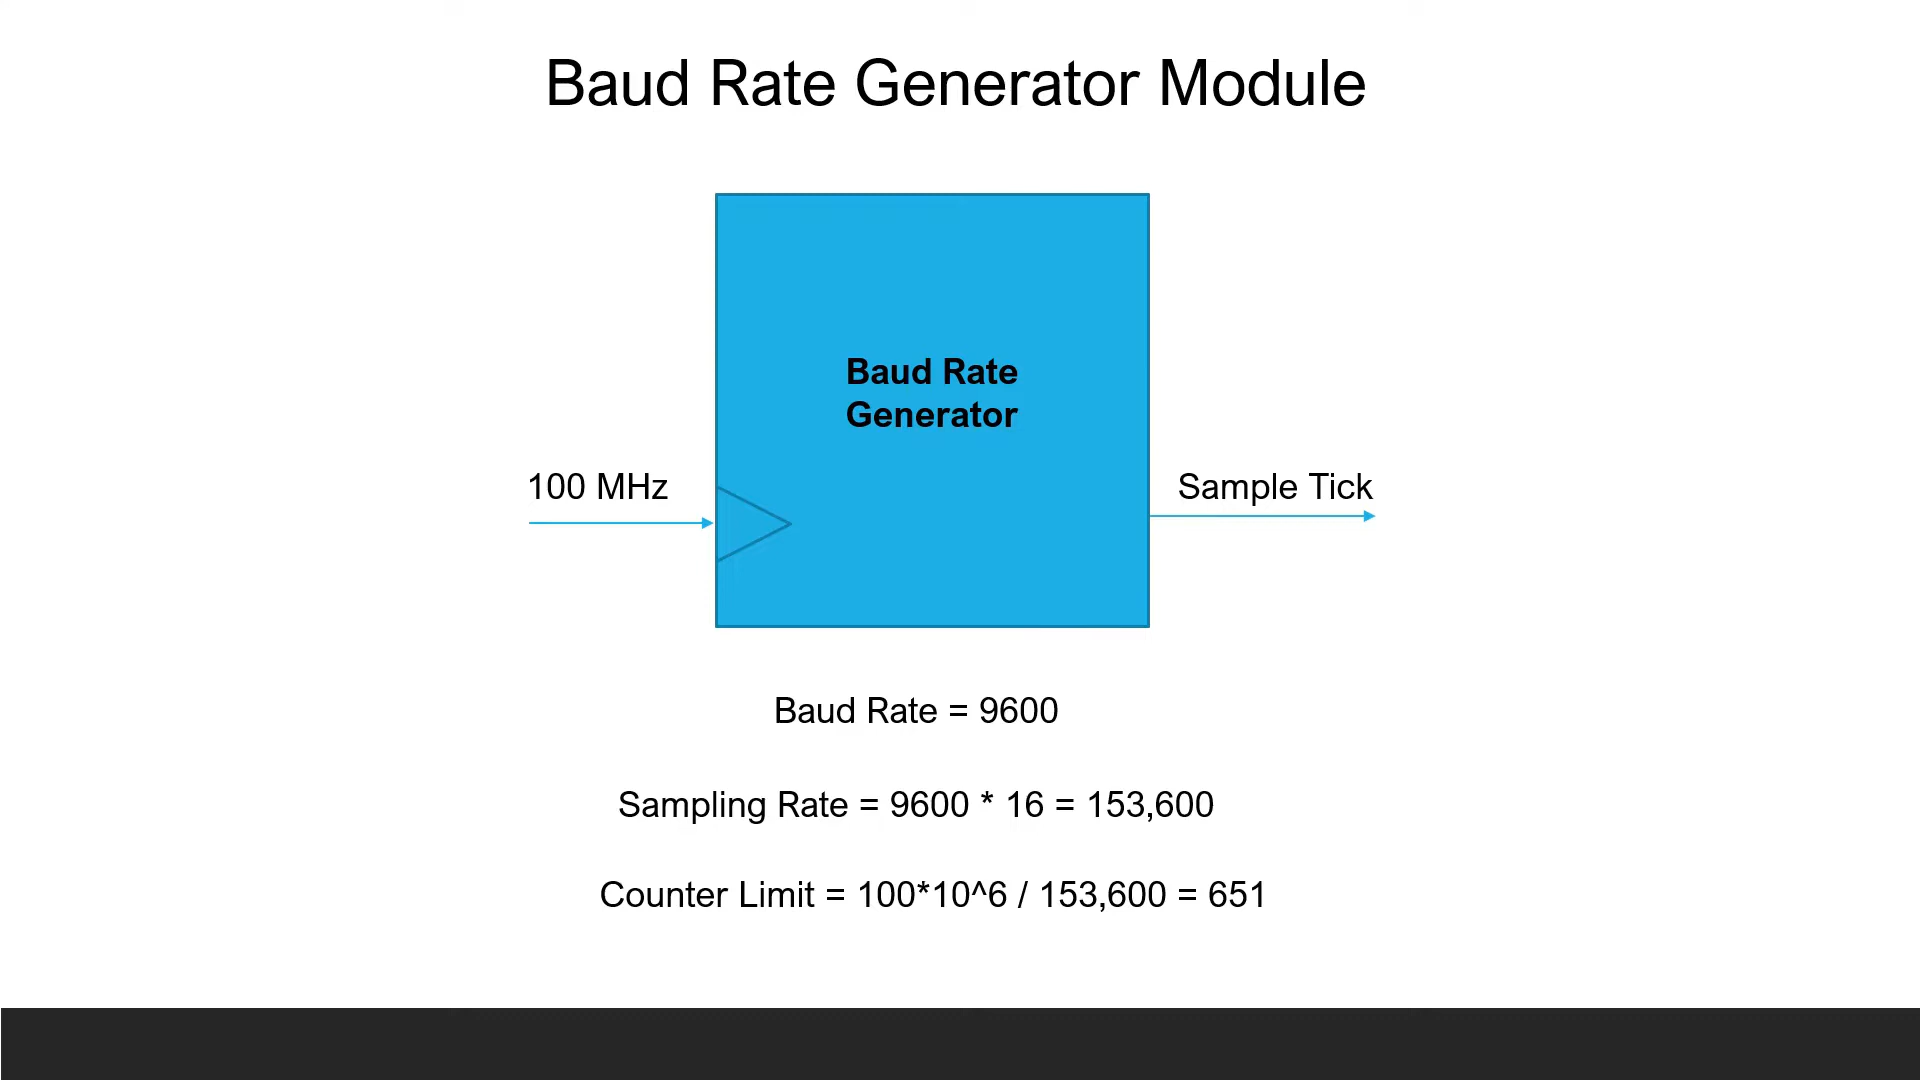 Baud Rate Generator Module
Baud Rate
Generator
100 MHz
Sample Tick
Baud Rate = 9600
Sampling Rate = 9600 * 16 = 153,600
Counter Limit = 100*10^6 / 153,600 = 651